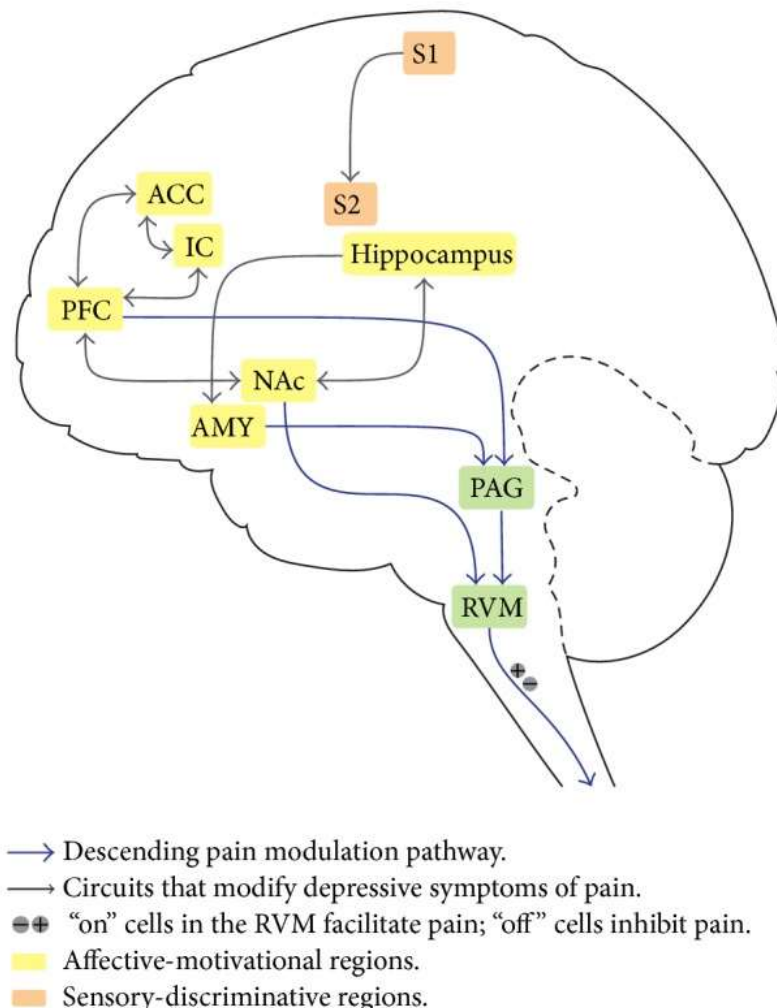 S1
S2
ACC
IC
Hippocampus
PFC
NAc
AMY
PAG
RVM
+
−
Descending pain modulation pathway.
Circuits that modify depressive symptoms of pain.
−+ “on” cells in the RVM facilitate pain; “off” cells inhibit pain.
Affective-motivational regions.
Sensory-discriminative regions.